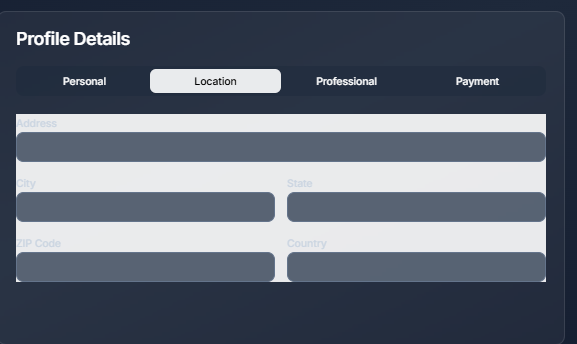 Profile Details
Personal Location Professional Payment
Address
City State
ZIP Code Country